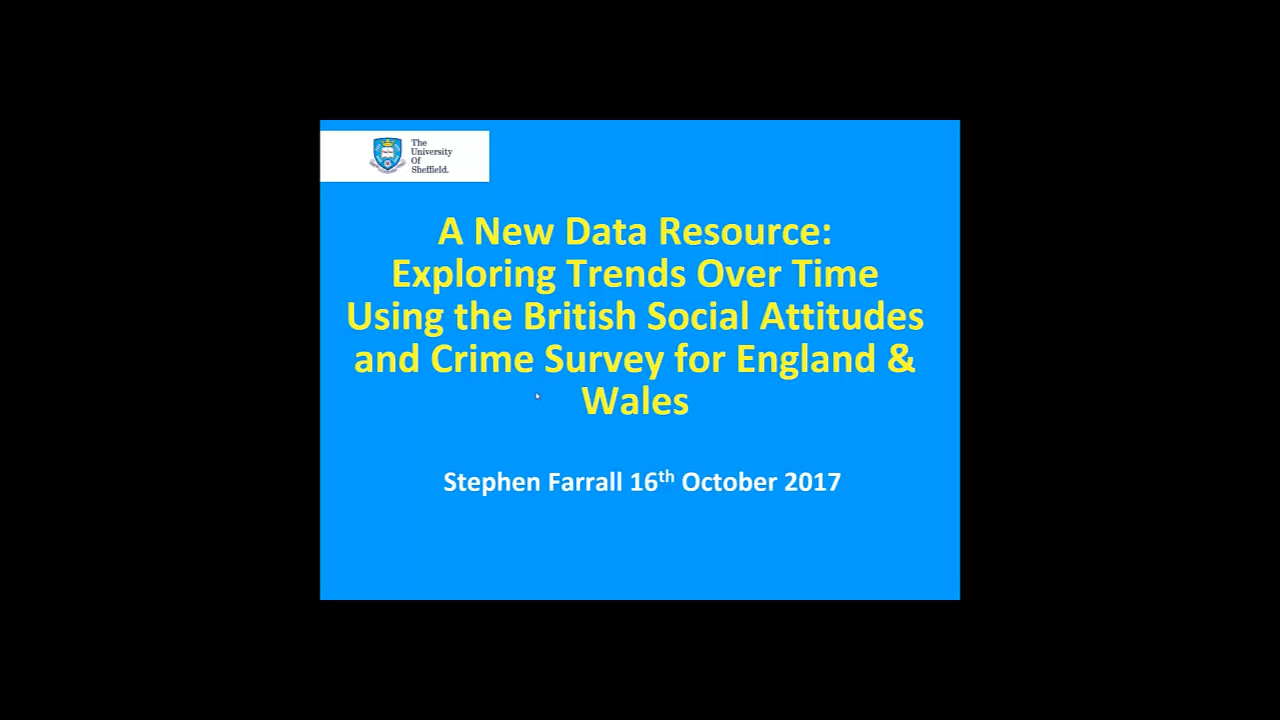 The
University
Of
Sheffield.
A New Data Resource:
Exploring Trends Over Time
Using the British Social Attitudes
and Crime Survey for England &
Wales
Stephen Farrall 16th October 2017